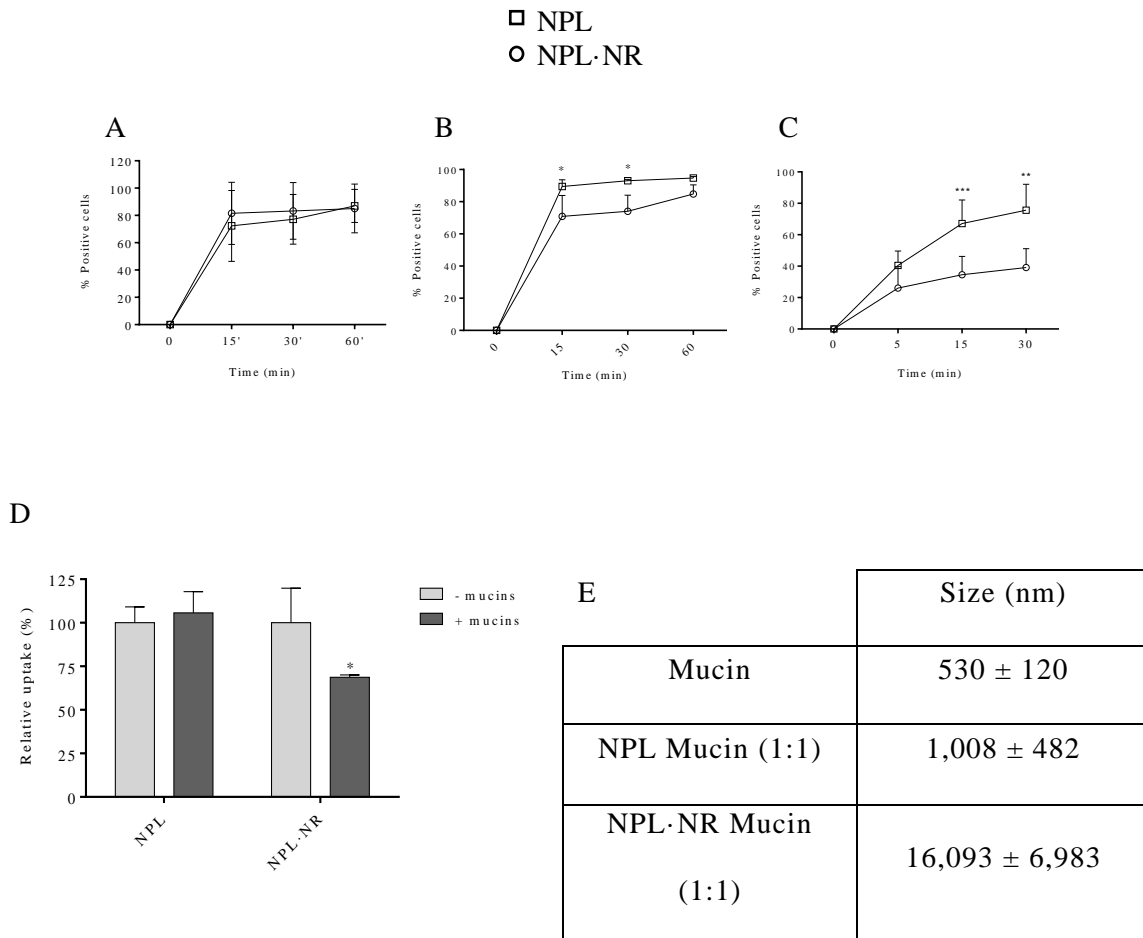 NPL
NPL·NR
A
120
100
80
60
40
20
0
% Positive cells
0 15' 30' 60'
Time (min)
B
* *
100
80
60
40
20
0
% Positive cells
0 15 30 60
Time (min)
C
*** **
100
80
60
40
20
0
% Positive cells
0 5 15 30
Time (min)
D
125
100
75
50
25
0
Relative uptake (%)
*
NPL NPL·NR
- mucins
+ mucins
E
Size (nm)
Mucin 530 ± 120
NPL Mucin (1:1) 1,008 ± 482
NPL·NR Mucin
(1:1) 16,093 ± 6,983